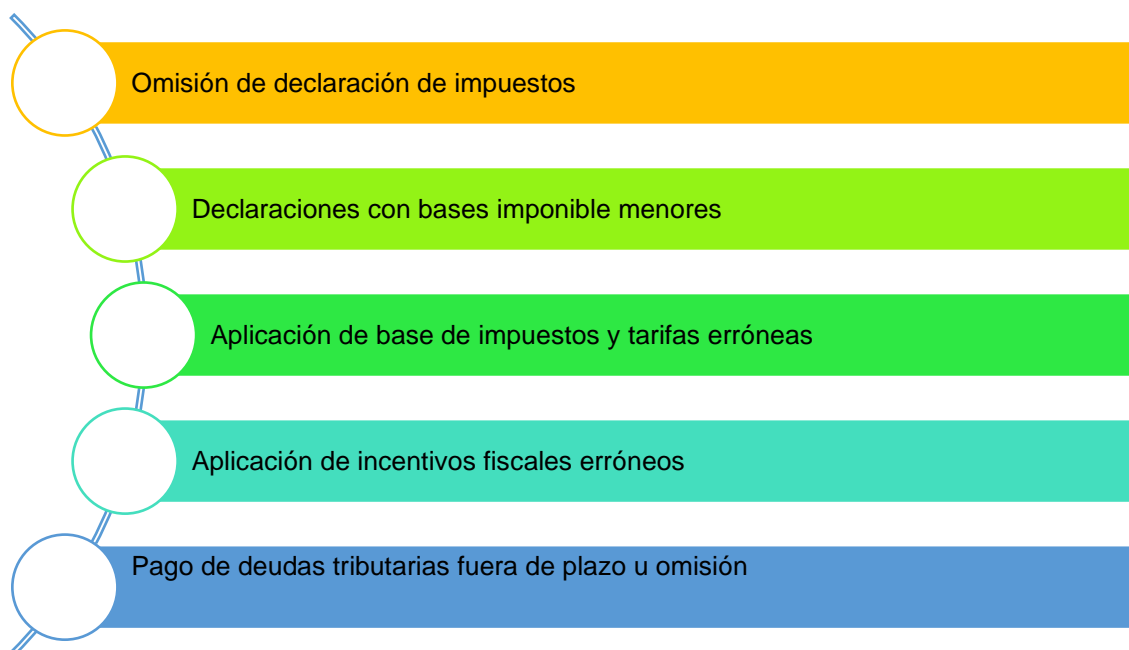 Omisión de declaración de impuestos
Declaraciones con bases imponible menores
Aplicación de base de impuestos y tarifas erróneas
Aplicación de incentivos fiscales erróneos
Pago de deudas tributarias fuera de plazo u omisión